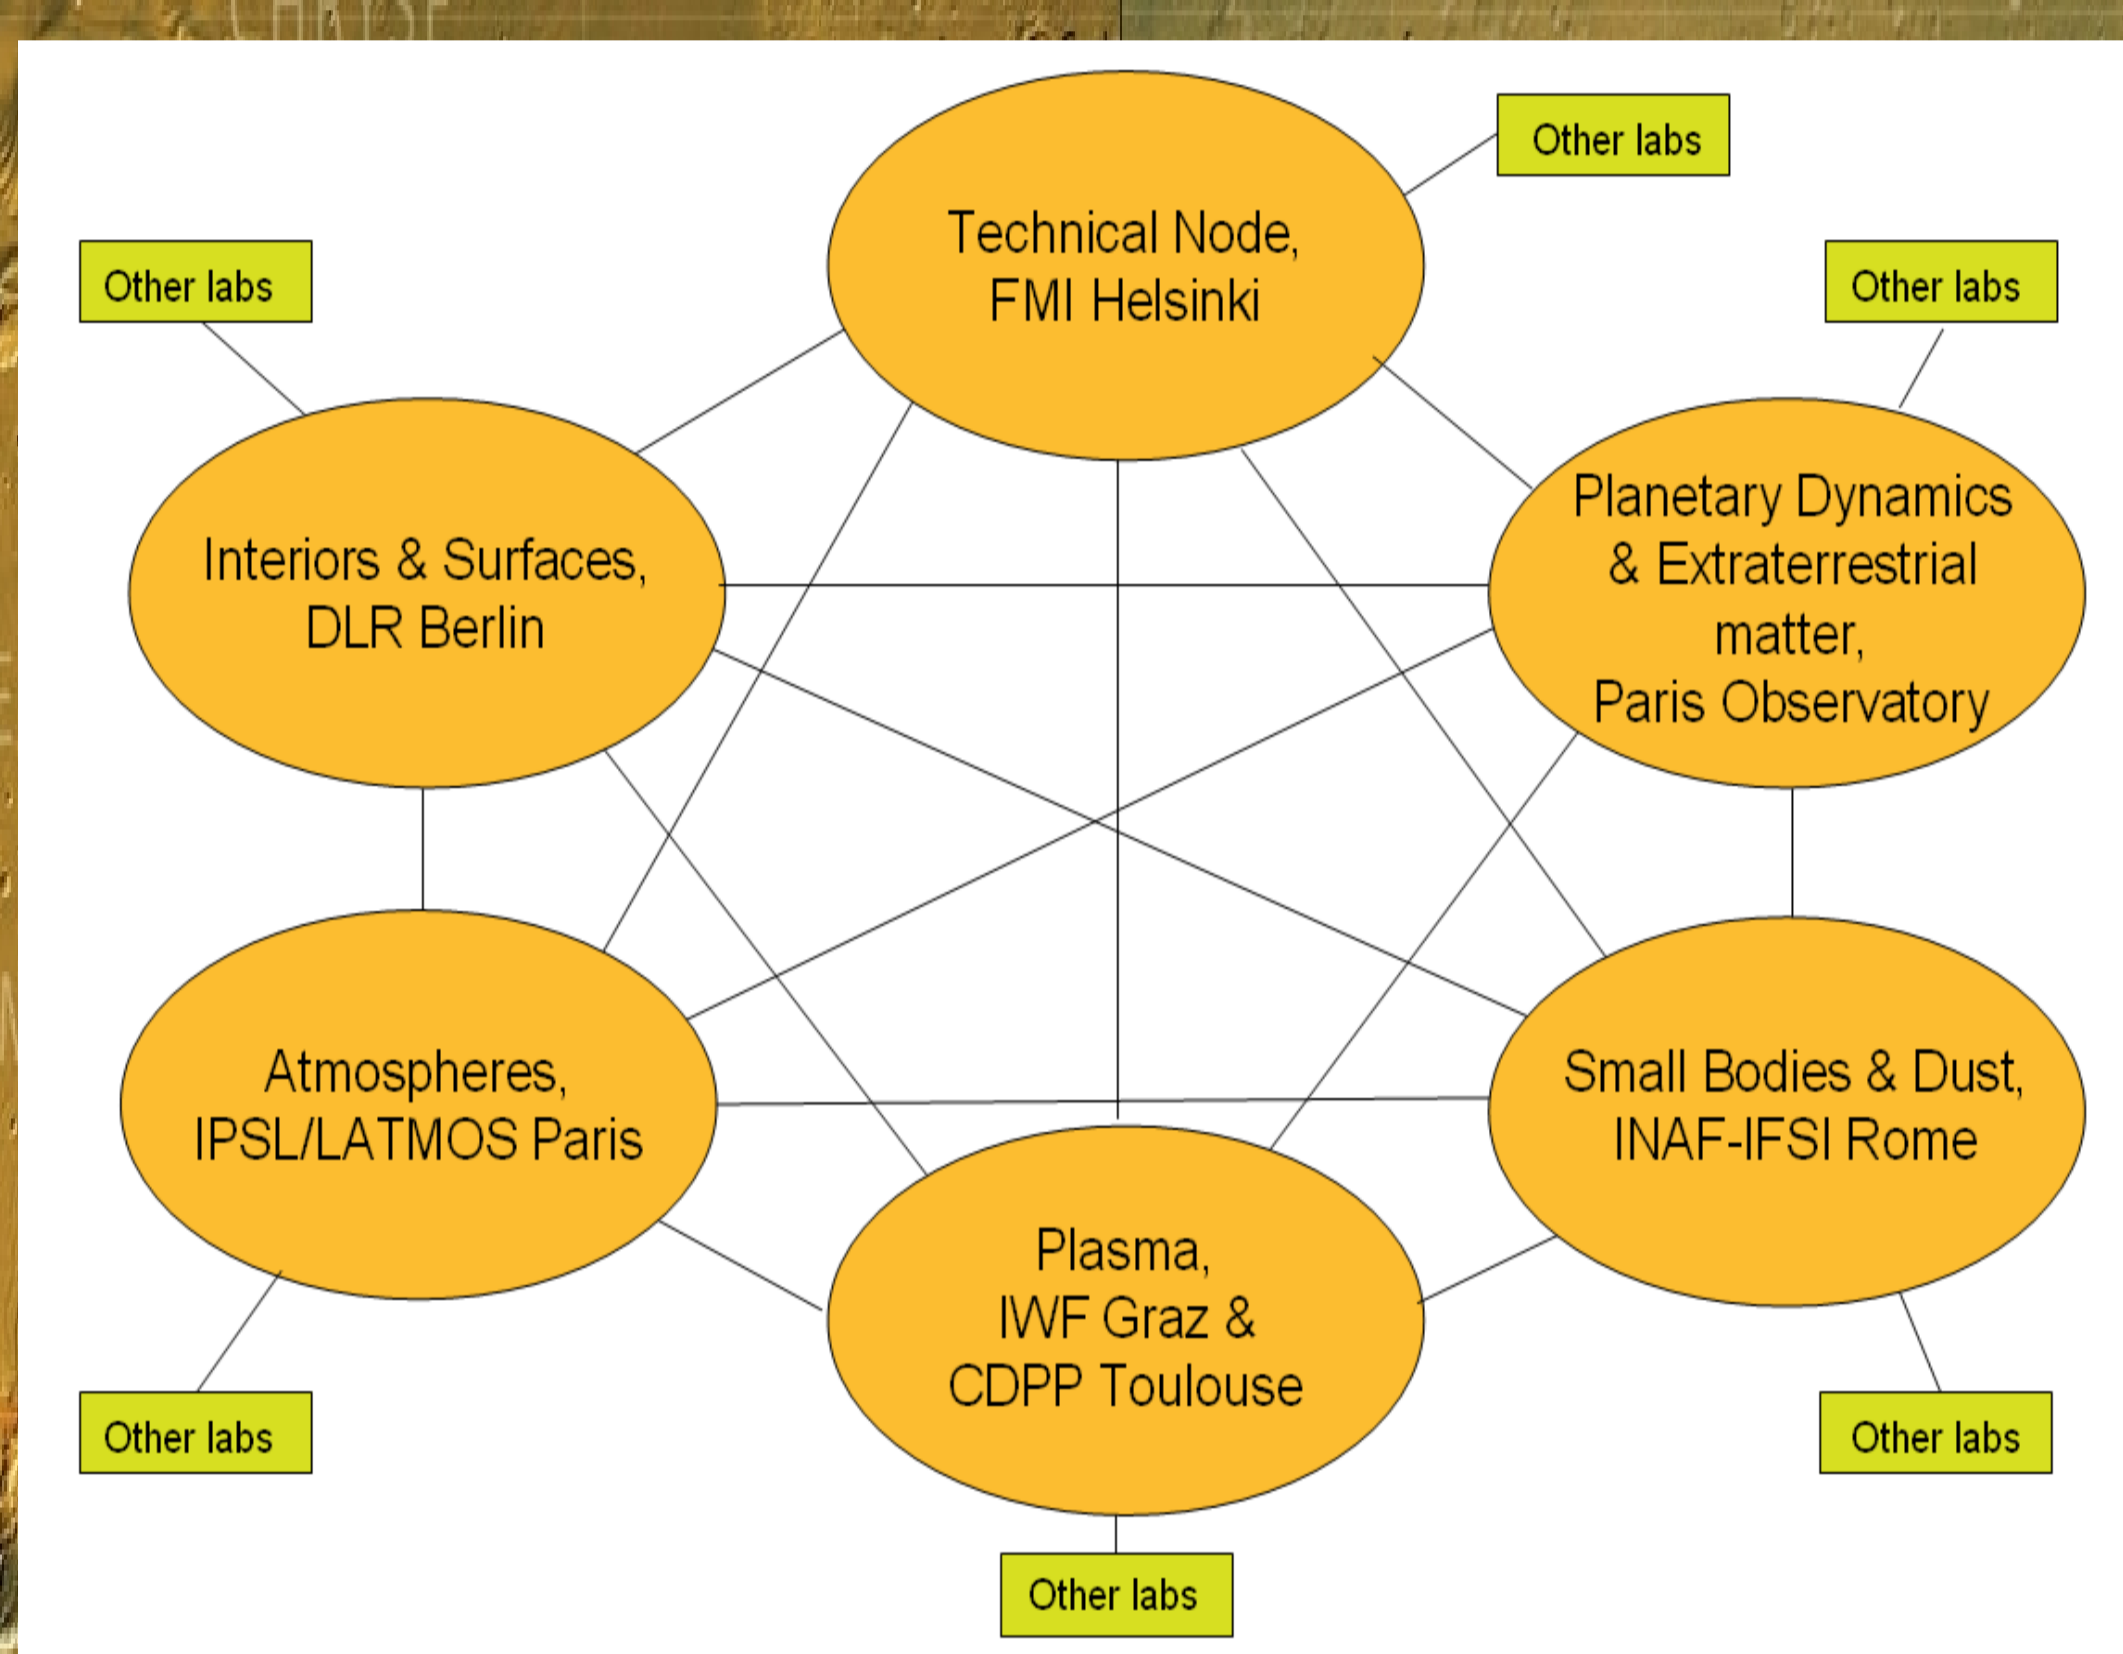 CHRYSE
Technical Node,
FMI Helsinki
Other labs
Other labs
Other labs
Interiors & Surfaces,
DLR Berlin
Planetary Dynamics
& Extraterrestrial
matter,
Paris Observatory
Atmospheres,
IPSL/LATMOS Paris
Small Bodies & Dust,
INAF-IFSI Rome
Plasma,
IWF Graz &
CDPP Toulouse
Other labs
Other labs
Other labs